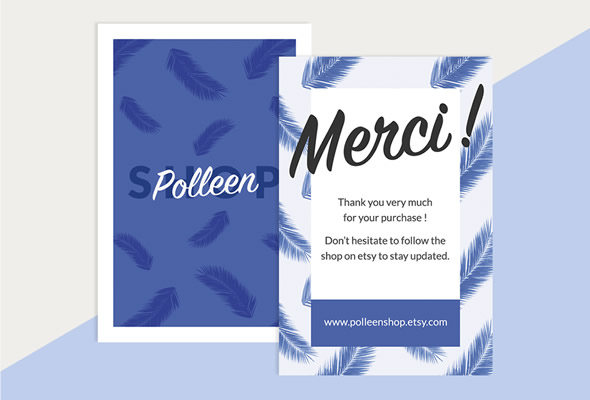 SHOP
Polleen
Merci !
Thank you very much
for your purchase !
Don't hesitate to follow the
shop on etsy to stay updated.
www.polleenshop.etsy.com